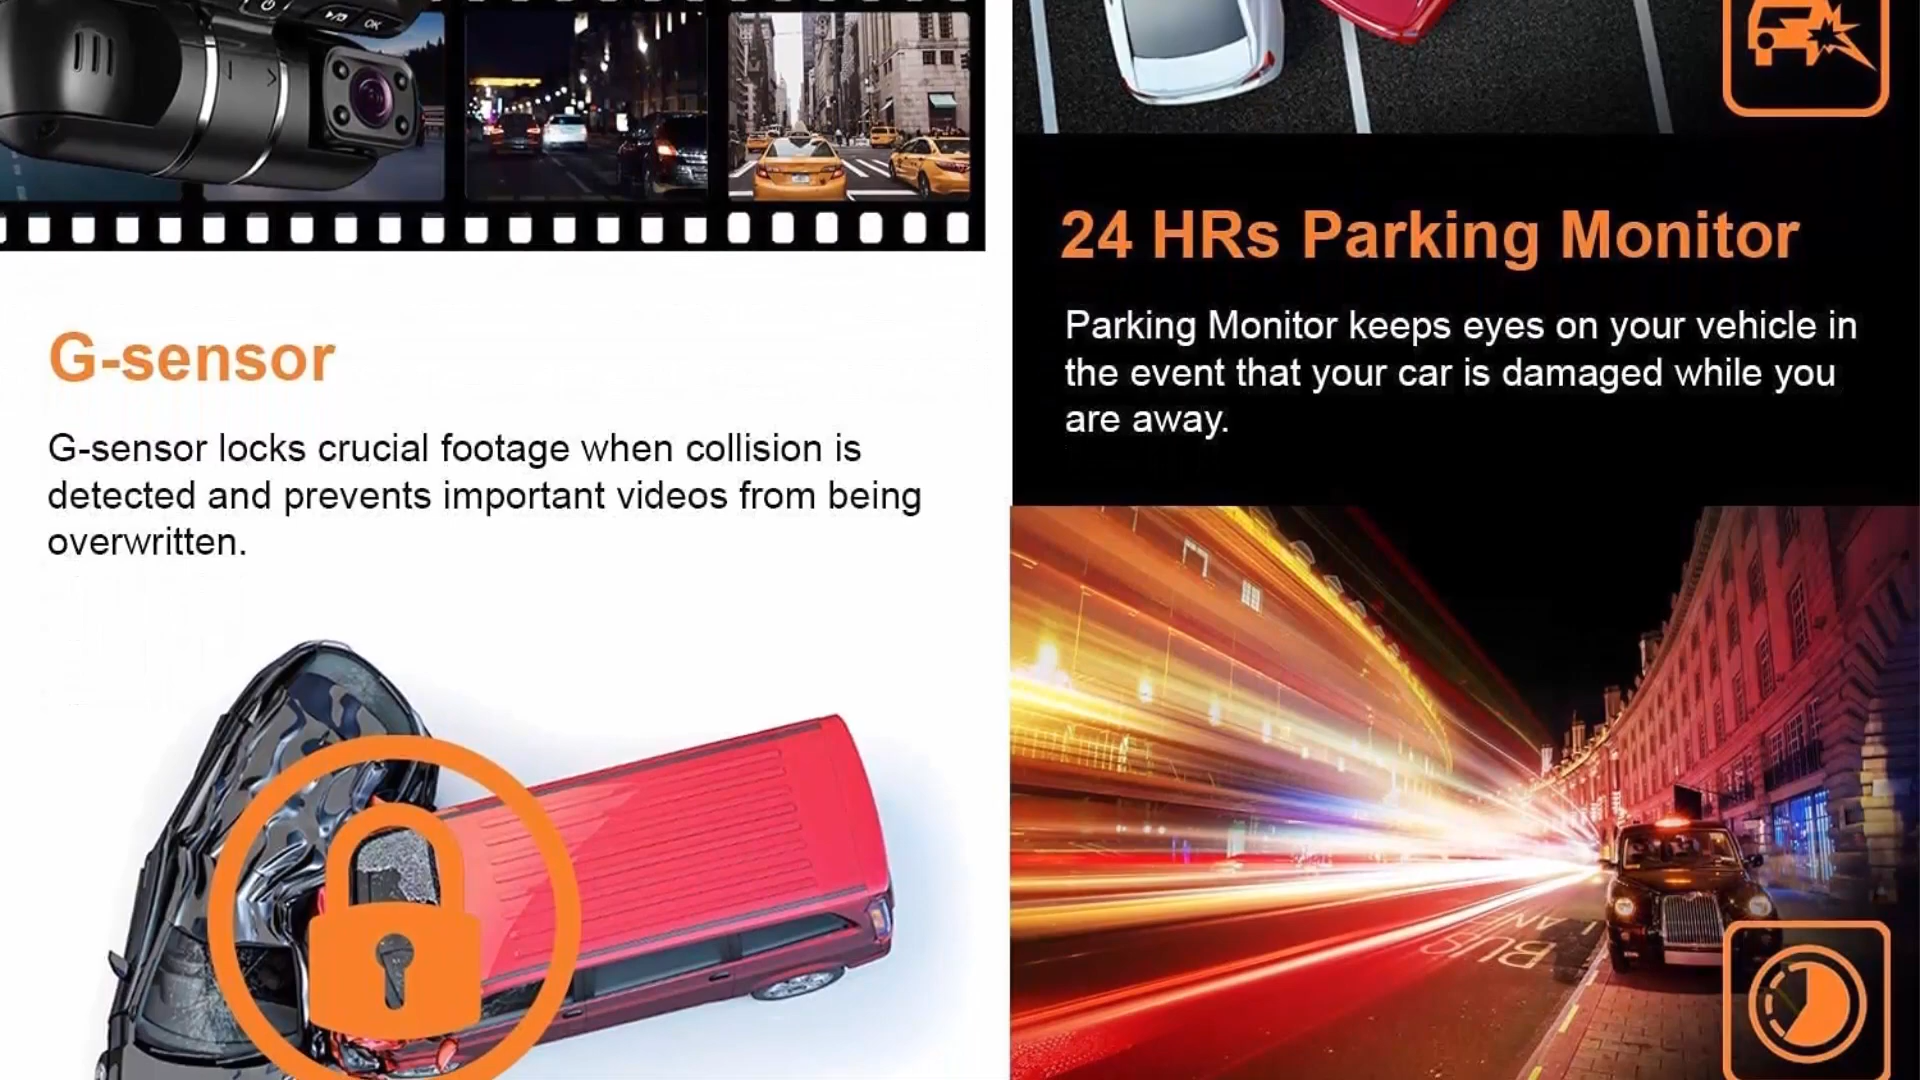 OK
G-sensor
G-sensor locks crucial footage when collision is
detected and prevents important videos from being
overwritten.
24 HRs Parking Monitor
Parking Monitor keeps eyes on your vehicle in
the event that your car is damaged while you
are away.
BUS
LANE